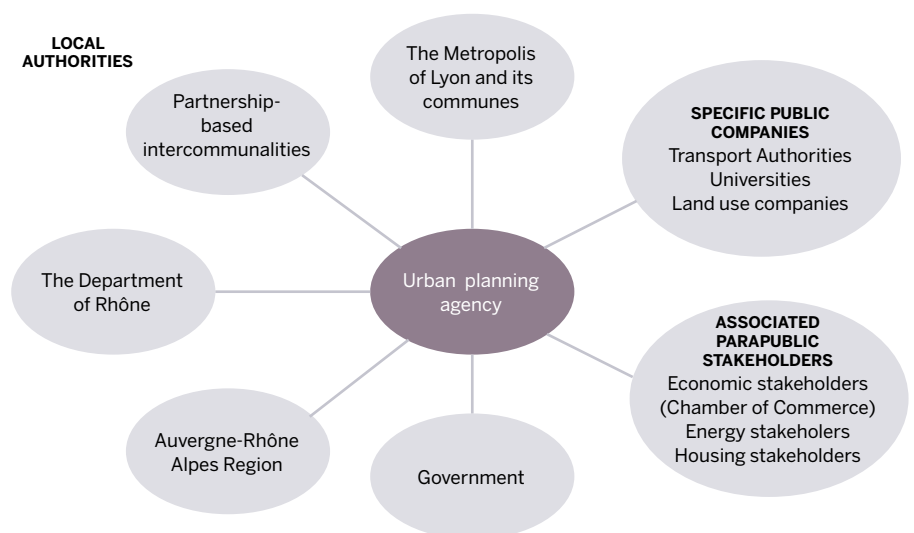 LOCAL
AUTHORITIES
The Metropolis
of Lyon and its
communes
Partnership-
based
intercommunalities
SPECIFIC PUBLIC
COMPANIES
Transport Authorities
Universities
Land use companies
The Department
of Rhône
Urban planning
agency
ASSOCIATED
PARAPUBLIC
STAKEHOLDERS
Economic stakeholders
(Chamber of Commerce)
Energy stakeholers
Housing stakeholders
Auvergne-Rhône
Alpes Region
Government